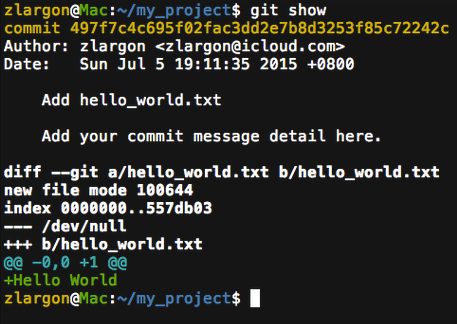 zlargon@Mac:~/my_project$ git show
commit 497f7c4c695f02fac3dd2e7b8d3253f85c72242c
Author: zlargon <zlargon@icloud.com>
Date:   Sun Jul 5 19:11:35 2015 +0800
    Add hello_world.txt
    Add your commit message detail here.
diff --git a/hello_world.txt b/hello_world.txt
new file mode 100644
index 0000000..557db03
--- /dev/null
+++ b/hello_world.txt
@@ -0,0 +1 @@
+Hello World
zlargon@Mac:~/my_project$